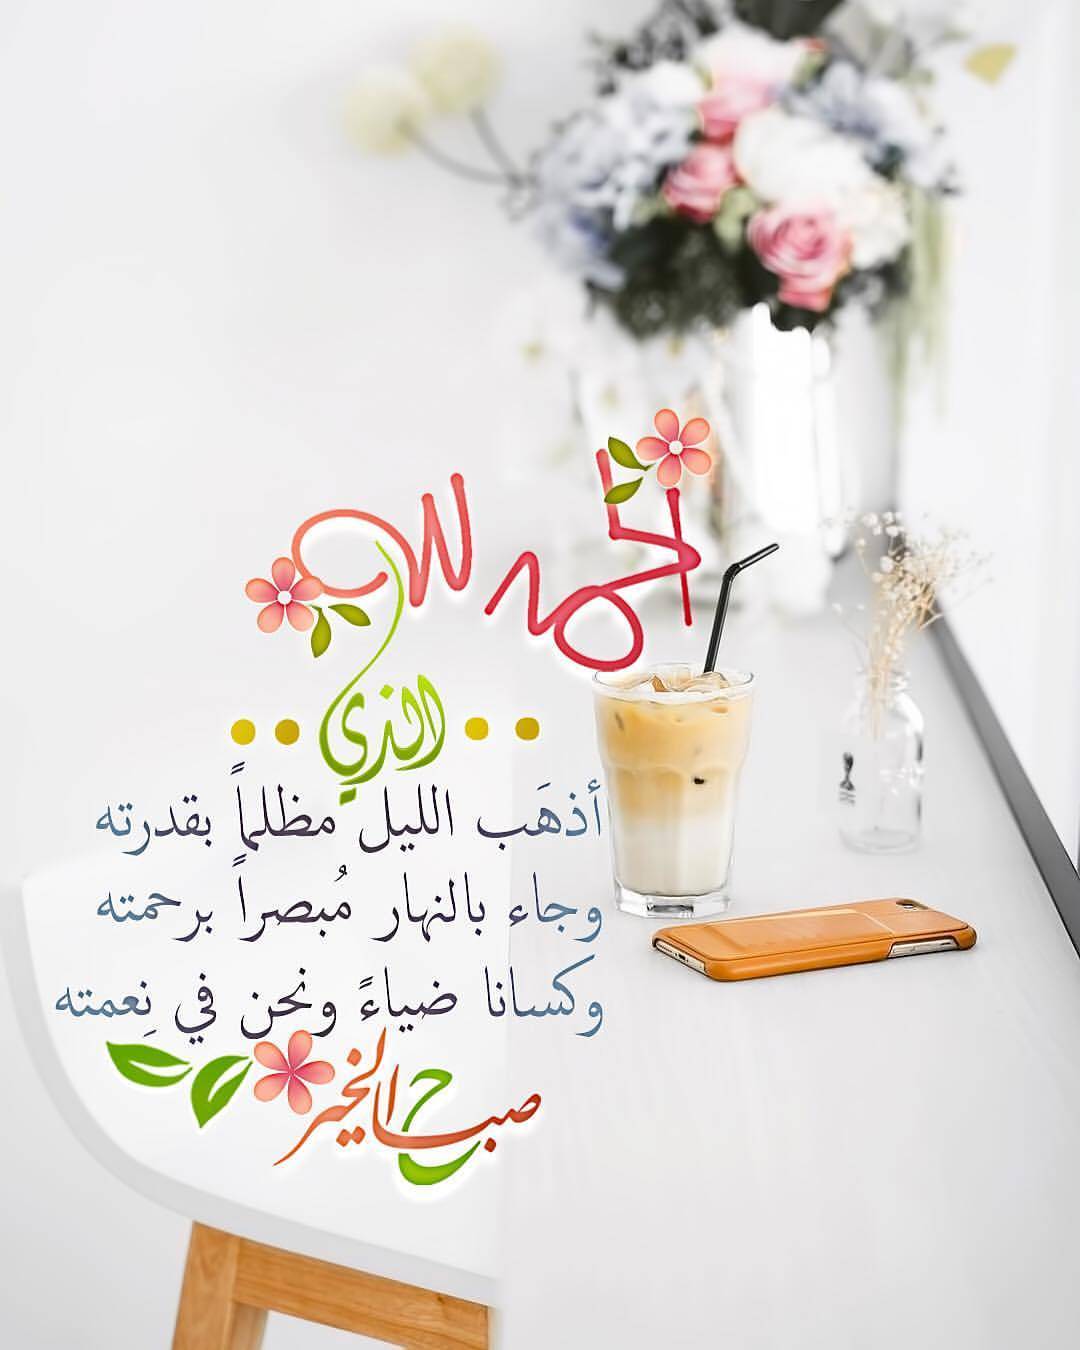 الحمد لله
الذي
أذهَب الليل مظلماً بقدرته
وجاء بالنهار مُبصراً برحمته
وكسانا ضياءً ونحن في نِعمته
صباح الخير